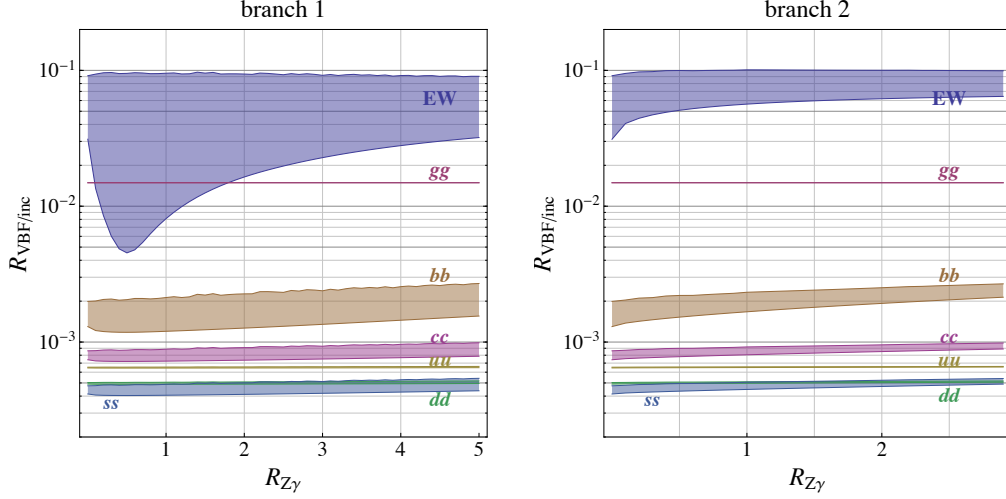 branch 1
R_VBF/inc
10^-1
10^-2
10^-3
EW
gg
bb
cc
uu
ss
dd
1 2 3 4 5
R_Zγ
branch 2
R_VBF/inc
10^-1
10^-2
10^-3
EW
gg
bb
cc
uu
ss
dd
1 2
R_Zγ